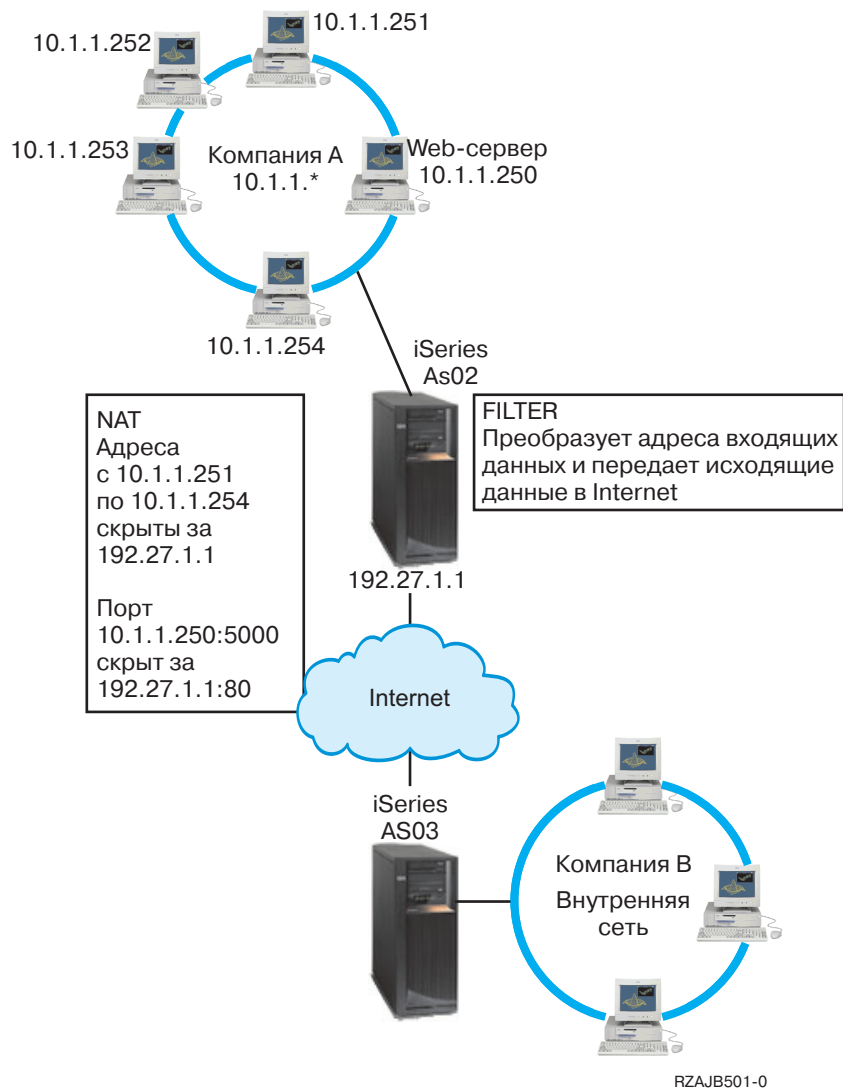 10.1.1.251
10.1.1.252
10.1.1.253
Компания A
10.1.1.*
Web-сервер
10.1.1.250
10.1.1.254
iSeries
As02
NAT
Адреса
с 10.1.1.251
по 10.1.1.254
скрыты за
192.27.1.1
Порт
10.1.1.250:5000
скрыт за
192.27.1.1:80
FILTER
Преобразует адреса входящих
данных и передает исходящие
данные в Internet
192.27.1.1
Internet
iSeries
AS03
Компания B
Внутренняя
сеть
RZAJB501-0